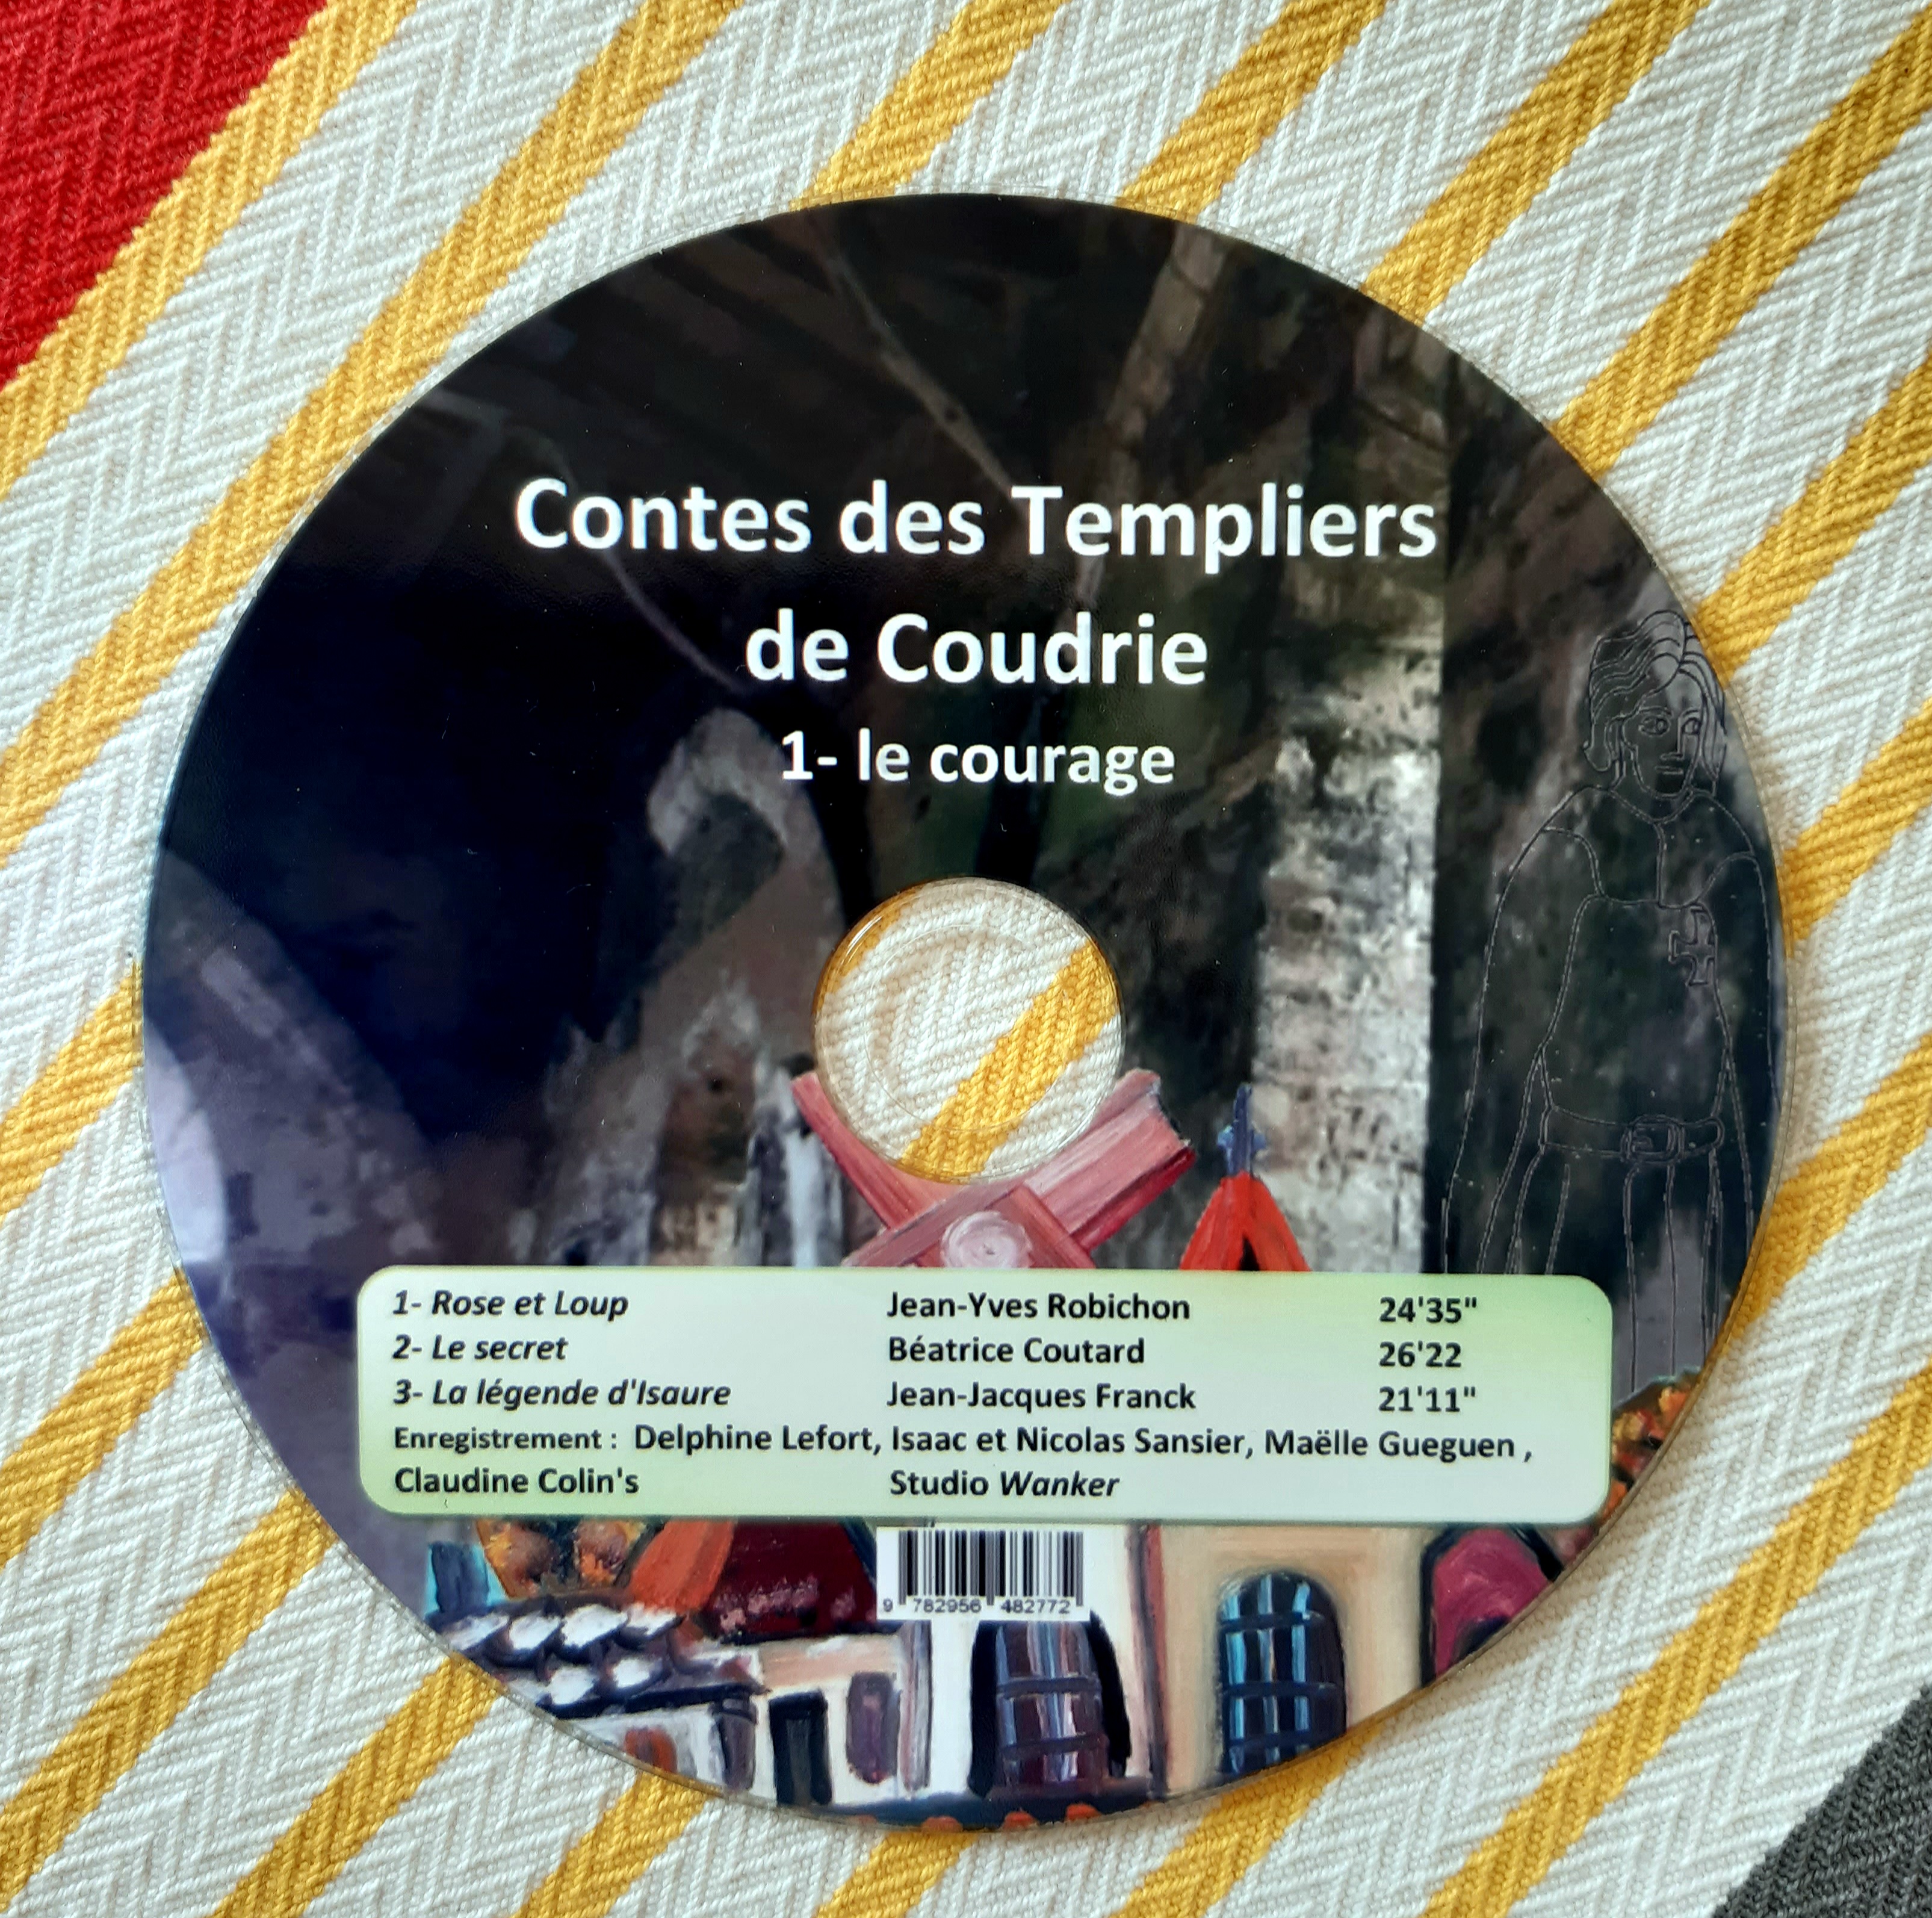 Contes des Templiers
de Coudrie
1- le courage
1- Rose et Loup Jean-Yves Robichon 24'35"
2- Le secret Béatrice Coutard 26'22
3- La légende d'Isaure Jean-Jacques Franck 21'11"
Enregistrement : Delphine Lefort, Isaac et Nicolas Sansier, Maëlle Gueguen ,
Claudine Colin's Studio Wanker
9 782956 482772